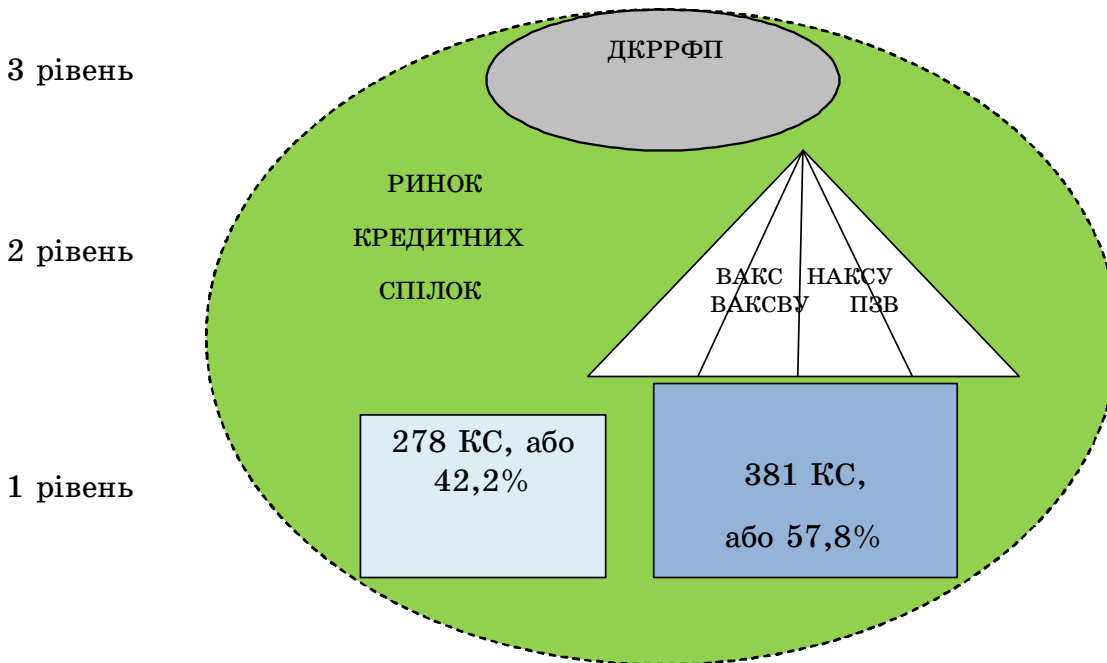 3 рівень
ДКРРФП
РИНОК
КРЕДИТНИХ
СПІЛОК
2 рівень
ВАКС НАКСУ
ВАКСВУ ПЗВ
1 рівень
278 КС, або
42,2%
381 КС,
або 57,8%